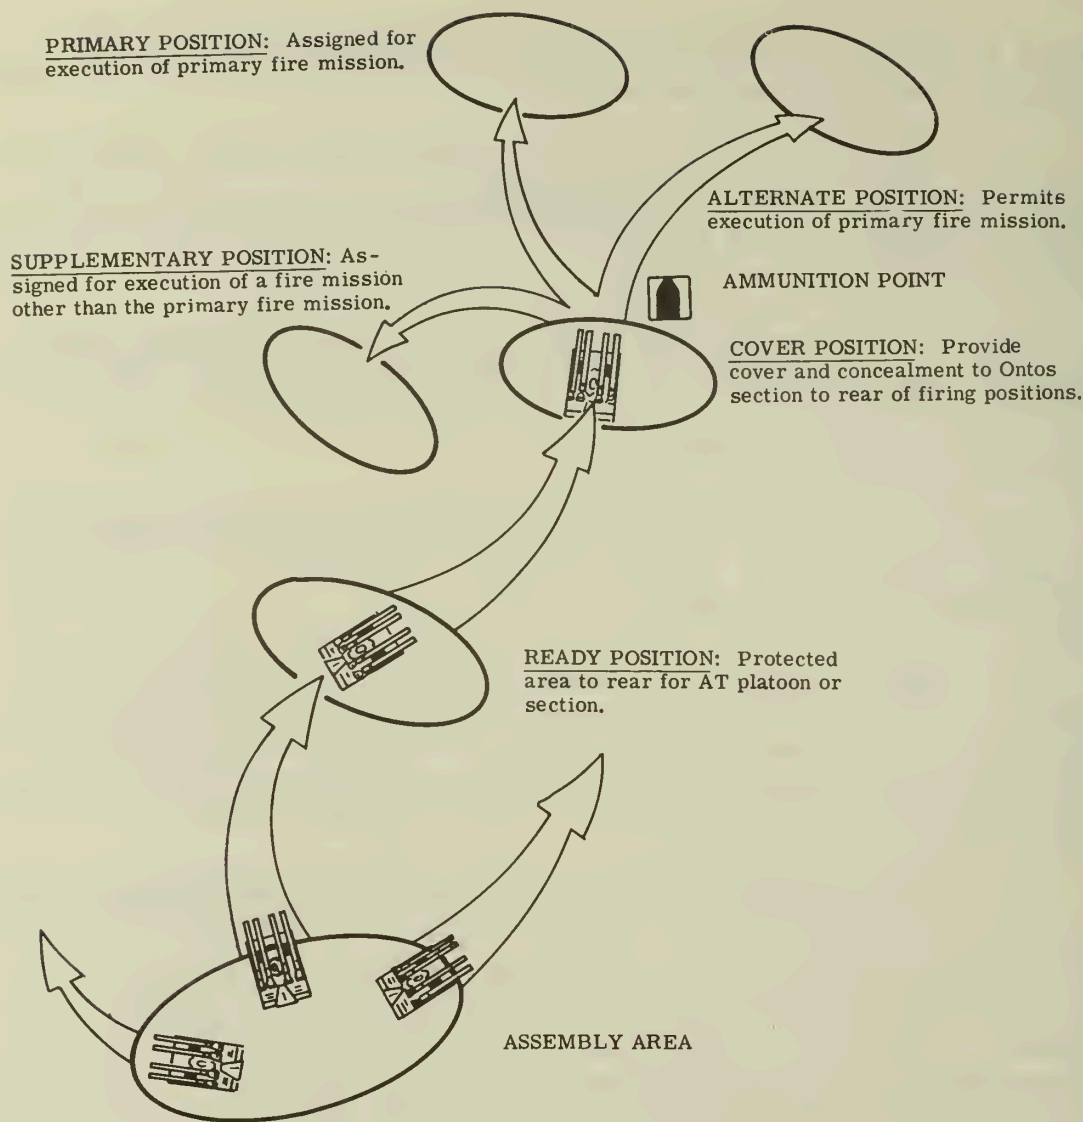 PRIMARY POSITION: Assigned for
execution of primary fire mission.
ALTERNATE POSITION: Permits
execution of primary fire mission.
SUPPLEMENTARY POSITION: As-
signed for execution of a fire mission
other than the primary fire mission.
AMMUNITION POINT
COVER POSITION: Provide
cover and concealment to Ontos
section to rear of firing positions.
READY POSITION: Protected
area to rear for AT platoon or
section.
ASSEMBLY AREA